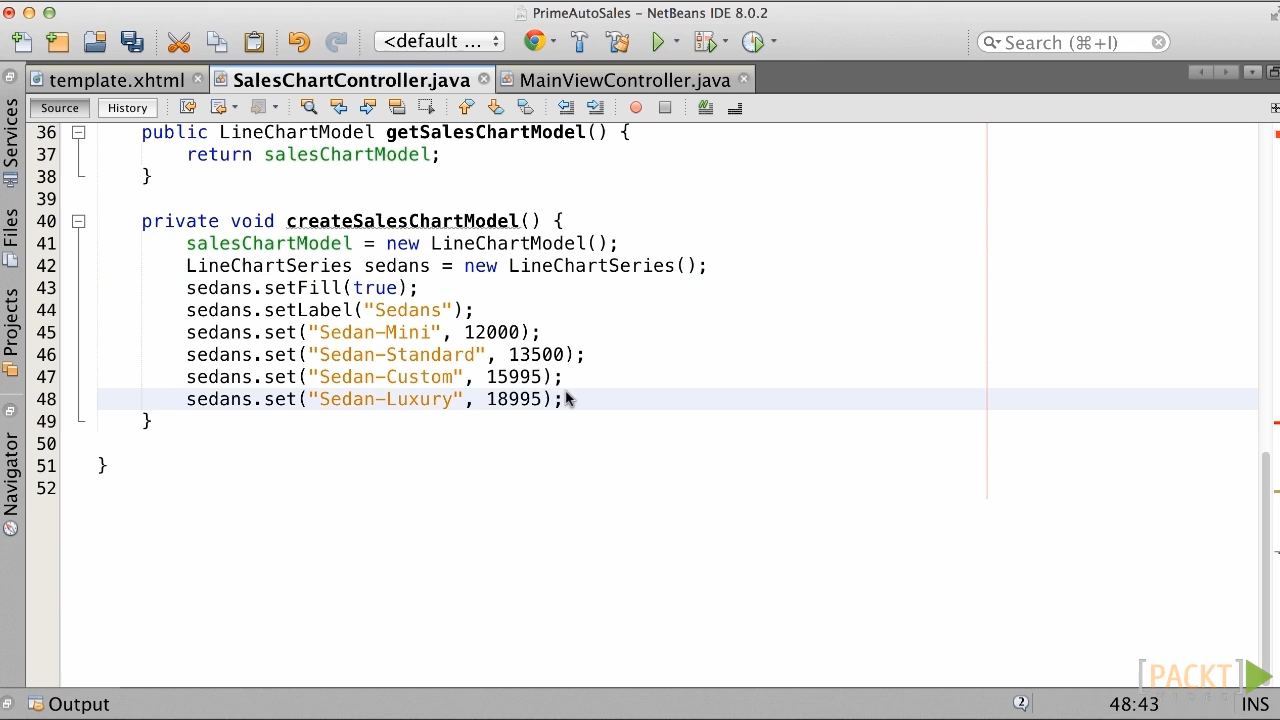 PrimeAutoSales – NetBeans IDE 8.0.2
<default ...
Search (⌘+I)
template.xhtml
SalesChartController.java
MainViewController.java
Source
History
Services
Files
Projects
Navigator
36 public LineChartModel getSalesChartModel() {
37 return salesChartModel;
38 }
39
40 private void createSalesChartModel() {
41 salesChartModel = new LineChartModel();
42 LineChartSeries sedans = new LineChartSeries();
43 sedans.setFill(true);
44 sedans.setLabel("Sedans");
45 sedans.set("Sedan-Mini", 12000);
46 sedans.set("Sedan-Standard", 13500);
47 sedans.set("Sedan-Custom", 15995);
48 sedans.set("Sedan-Luxury", 18995);
49 }
50
51 }
52
[PACKT]
Output
2
48:43
INS